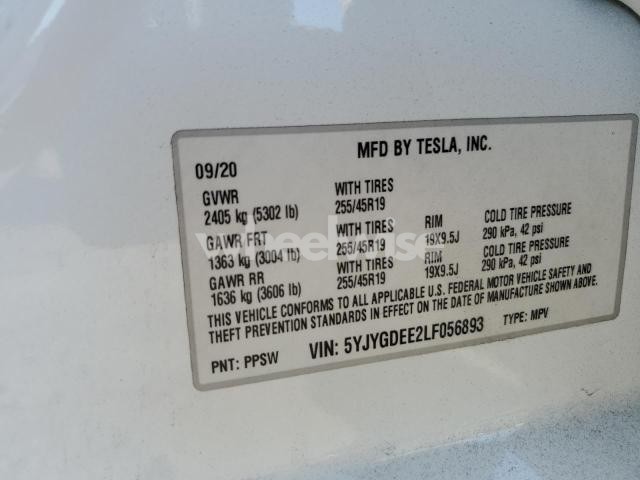 MFD BY TESLA, INC.
09/20
GVWR WITH TIRES
2405 kg (5302 lb) 255/45R19
GAWR FRT WITH TIRES RIM COLD TIRE PRESSURE
1363 kg (3004 lb) 255/45R19 19X9.5J 290 kPa, 42 psi
GAWR RR WITH TIRES RIM COLD TIRE PRESSURE
1636 kg (3606 lb) 255/45R19 19X9.5J 290 kPa, 42 psi
THIS VEHICLE CONFORMS TO ALL APPLICABLE U.S. FEDERAL MOTOR VEHICLE SAFETY AND
THEFT PREVENTION STANDARDS IN EFFECT ON THE DATE OF MANUFACTURE SHOWN ABOVE.
PNT: PPSW VIN: 5YJYGDEE2LF056893 TYPE: MPV